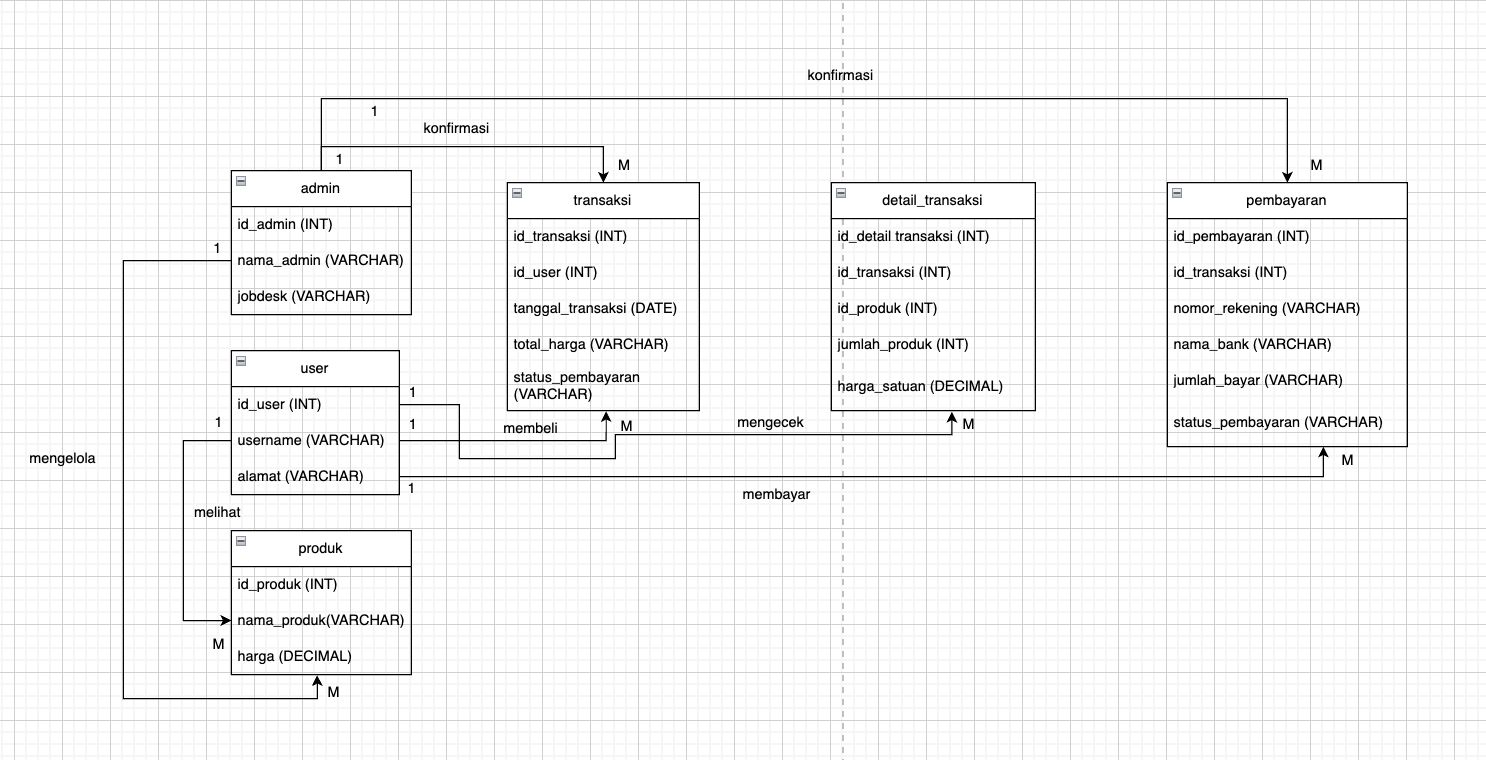 konfirmasi
1
konfirmasi
1
M
M
admin
id_admin (INT)
nama_admin (VARCHAR)
jobdesk (VARCHAR)
1
transaksi
id_transaksi (INT)
id_user (INT)
tanggal_transaksi (DATE)
total_harga (VARCHAR)
status_pembayaran
(VARCHAR)
detail_transaksi
id_detail transaksi (INT)
id_transaksi (INT)
id_produk (INT)
jumlah_produk (INT)
harga_satuan (DECIMAL)
pembayaran
id_pembayaran (INT)
id_transaksi (INT)
nomor_rekening (VARCHAR)
nama_bank (VARCHAR)
jumlah_bayar (VARCHAR)
status_pembayaran (VARCHAR)
user
id_user (INT)
username (VARCHAR)
alamat (VARCHAR)
1
1
1
1
membeli
M
mengecek
M
M
membayar
mengelola
melihat
produk
id_produk (INT)
nama_produk(VARCHAR)
harga (DECIMAL)
M
M